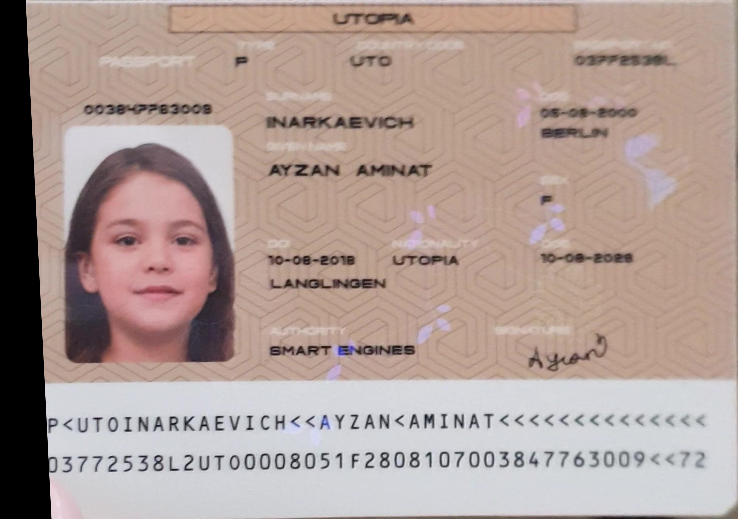 UTOPIA
TYPE COUNTRY CODE
PASSPORT P UTO 03772538L
SURNAME DOB
003847763009 05-08-2000
INARKAEVICH BERLIN
GIVEN NAME
AYZAN AMINAT
SEX
F
DOI NATIONALITY DOE
10-08-2018 UTOPIA 10-08-2028
LANGLINGEN
AUTHORITY SIGNATURE
SMART ENGINES
Ayzan
P<UTOINARKAEVICH<<AYZAN<AMINAT<<<<<<<<<<<<<<
03772538L2UTO0008051F2808107003847763009<<72